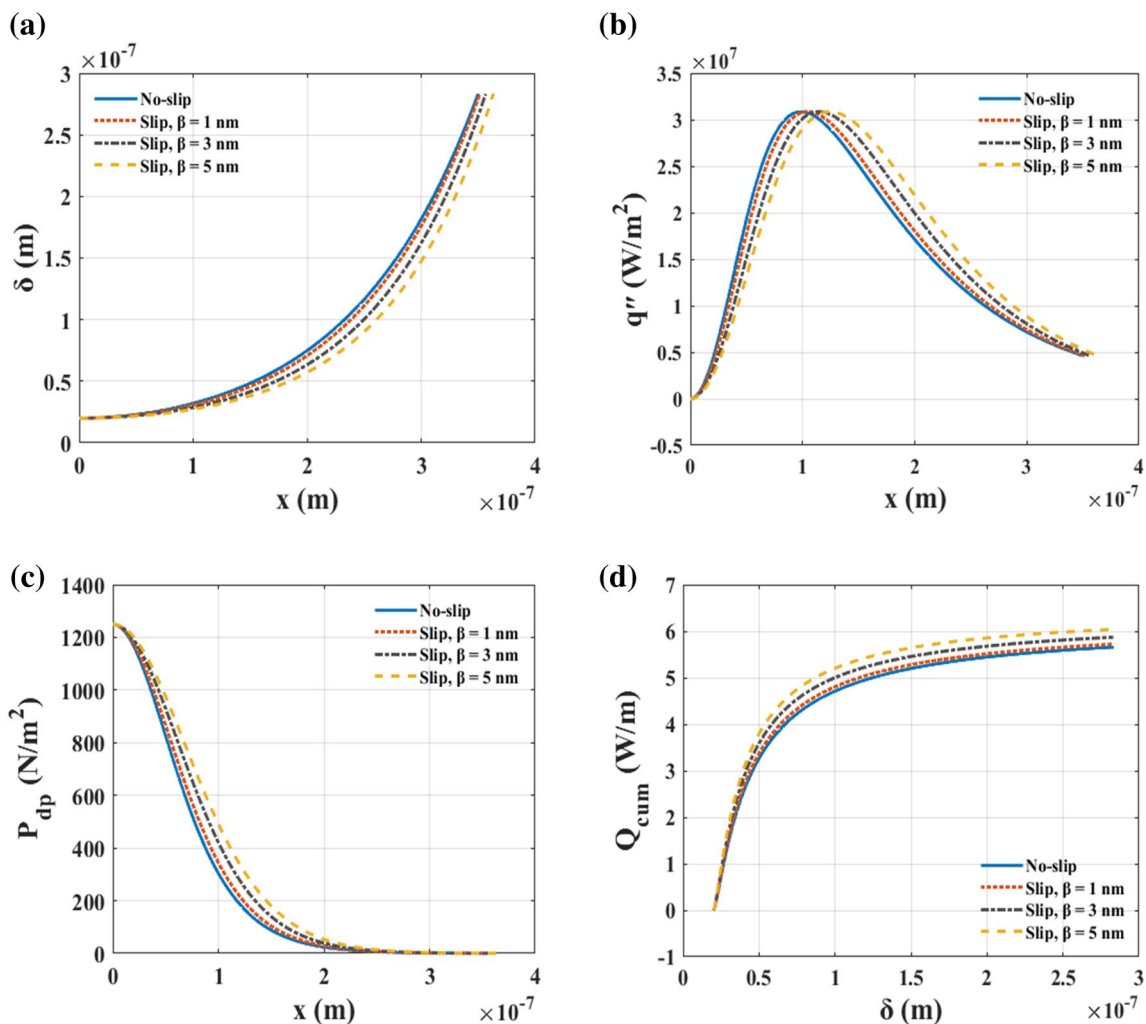 (a)
×10⁻⁷
3
2.5
2
1.5
1
0.5
0
δ (m)
No-slip
Slip, β = 1 nm
Slip, β = 3 nm
Slip, β = 5 nm
0 1 2 3 4
x (m)
×10⁻⁷
(b)
×10⁷
3.5
3
2.5
2
1.5
1
0.5
0
-0.5
q″ (W/m²)
No-slip
Slip, β = 1 nm
Slip, β = 3 nm
Slip, β = 5 nm
0 1 2 3 4
x (m)
×10⁻⁷
(c)
1400
1200
1000
800
600
400
200
0
P_dp (N/m²)
No-slip
Slip, β = 1 nm
Slip, β = 3 nm
Slip, β = 5 nm
0 1 2 3 4
x (m)
×10⁻⁷
(d)
7
6
5
4
3
2
1
0
-1
Q_cum (W/m)
No-slip
Slip, β = 1 nm
Slip, β = 3 nm
Slip, β = 5 nm
0 0.5 1 1.5 2 2.5 3
δ (m)
×10⁻⁷